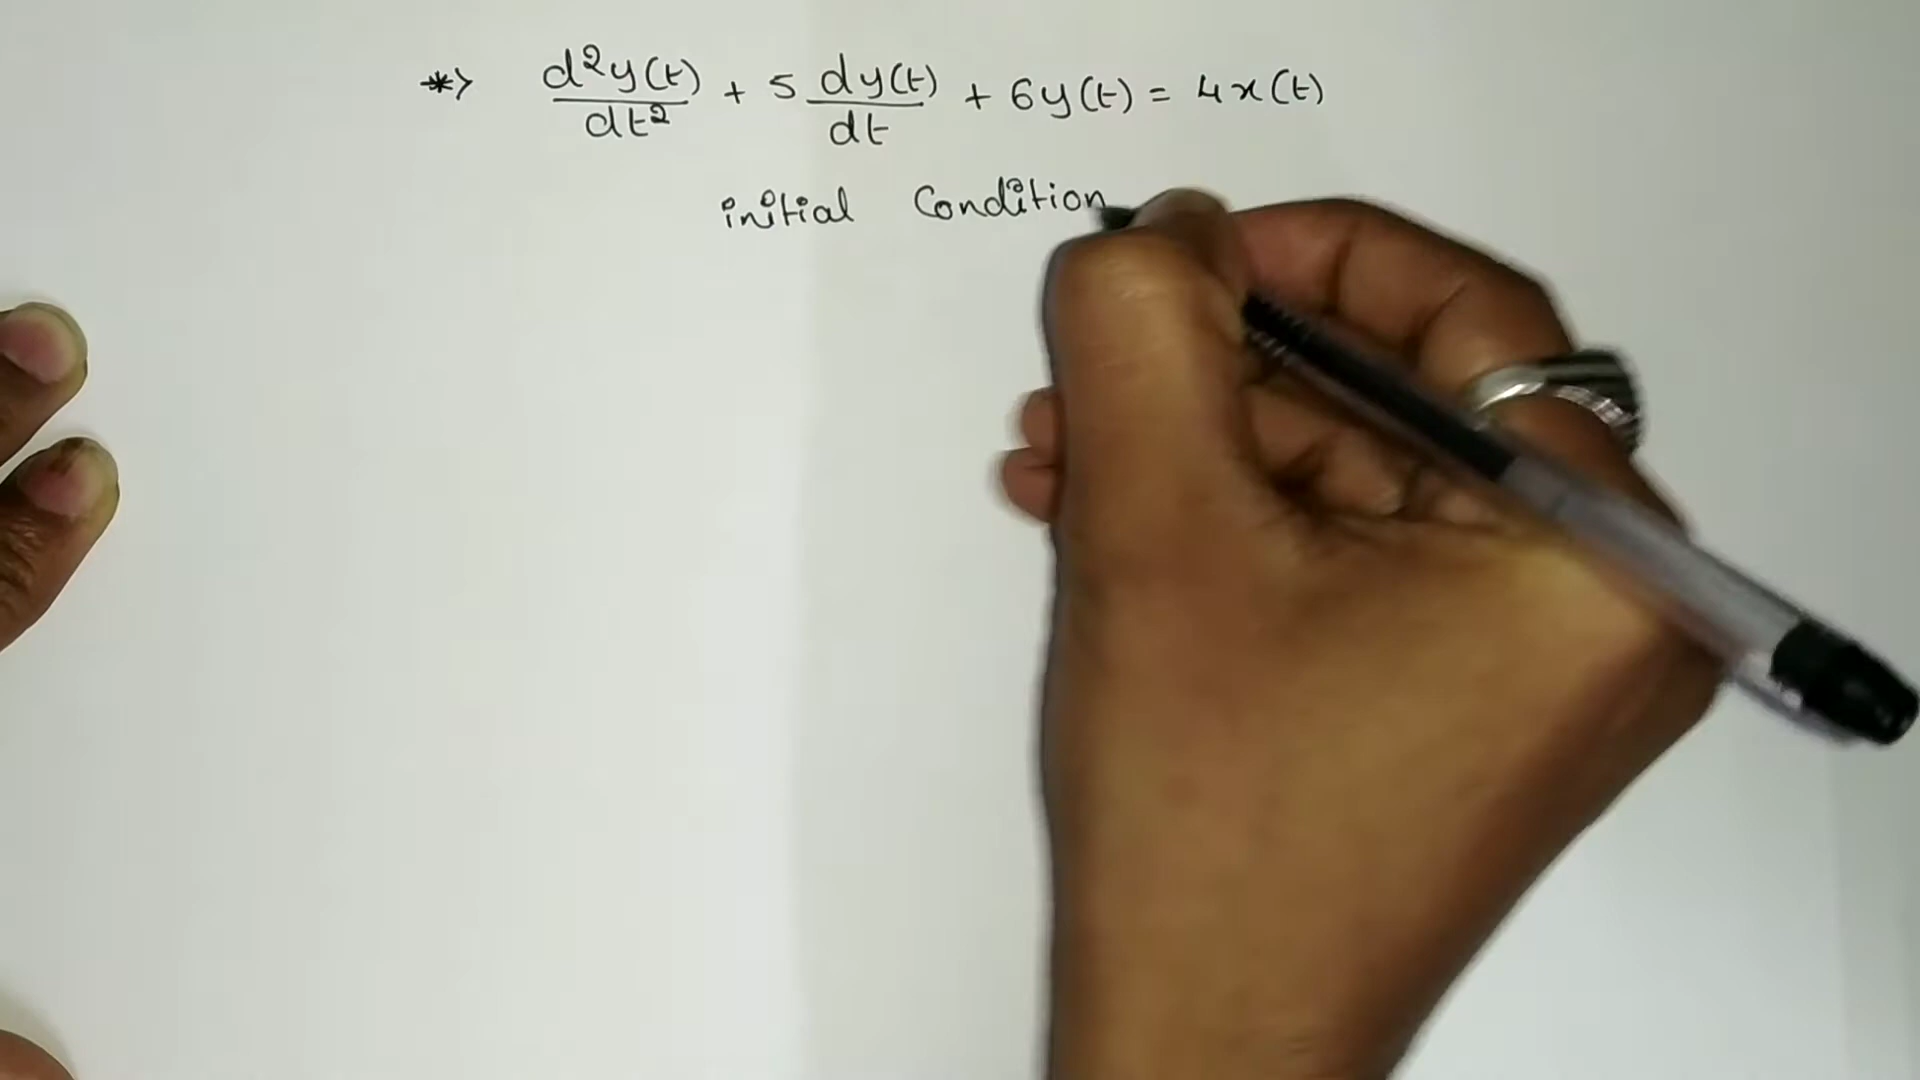 *> d²y(t)/dt² + 5 dy(t)/dt + 6y(t) = 4x(t)
initial Condition